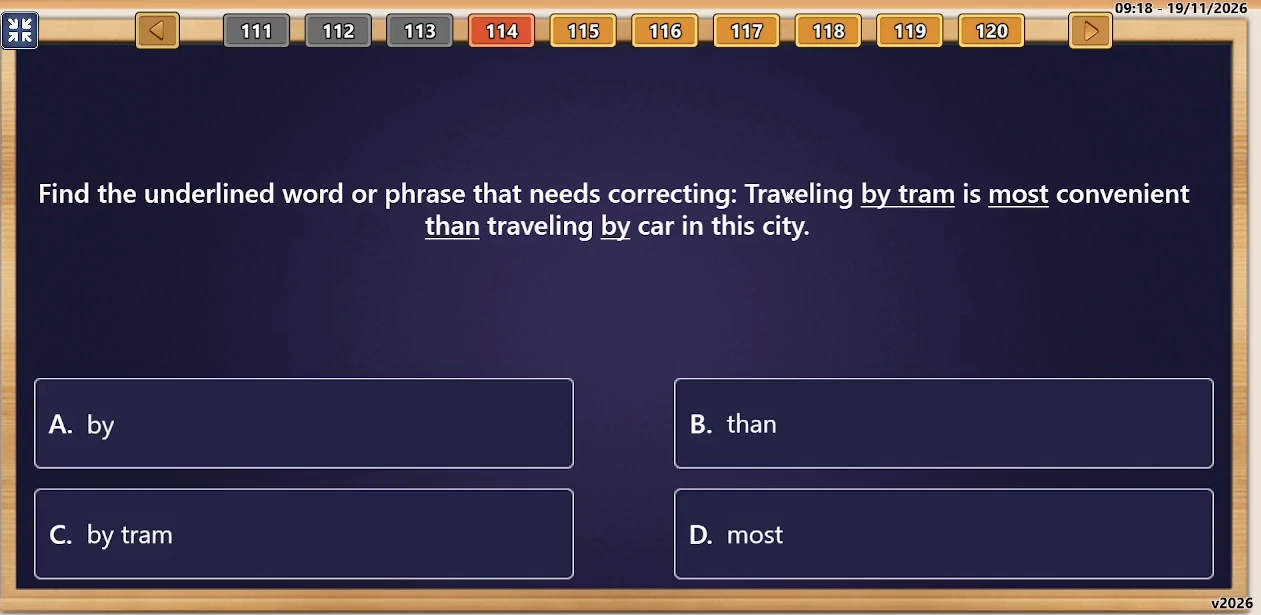 09:18 - 19/11/2026
111 112 113 114 115 116 117 118 119 120
Find the underlined word or phrase that needs correcting: Traveling by tram is most convenient
than traveling by car in this city.
A. by
B. than
C. by tram
D. most
v2026